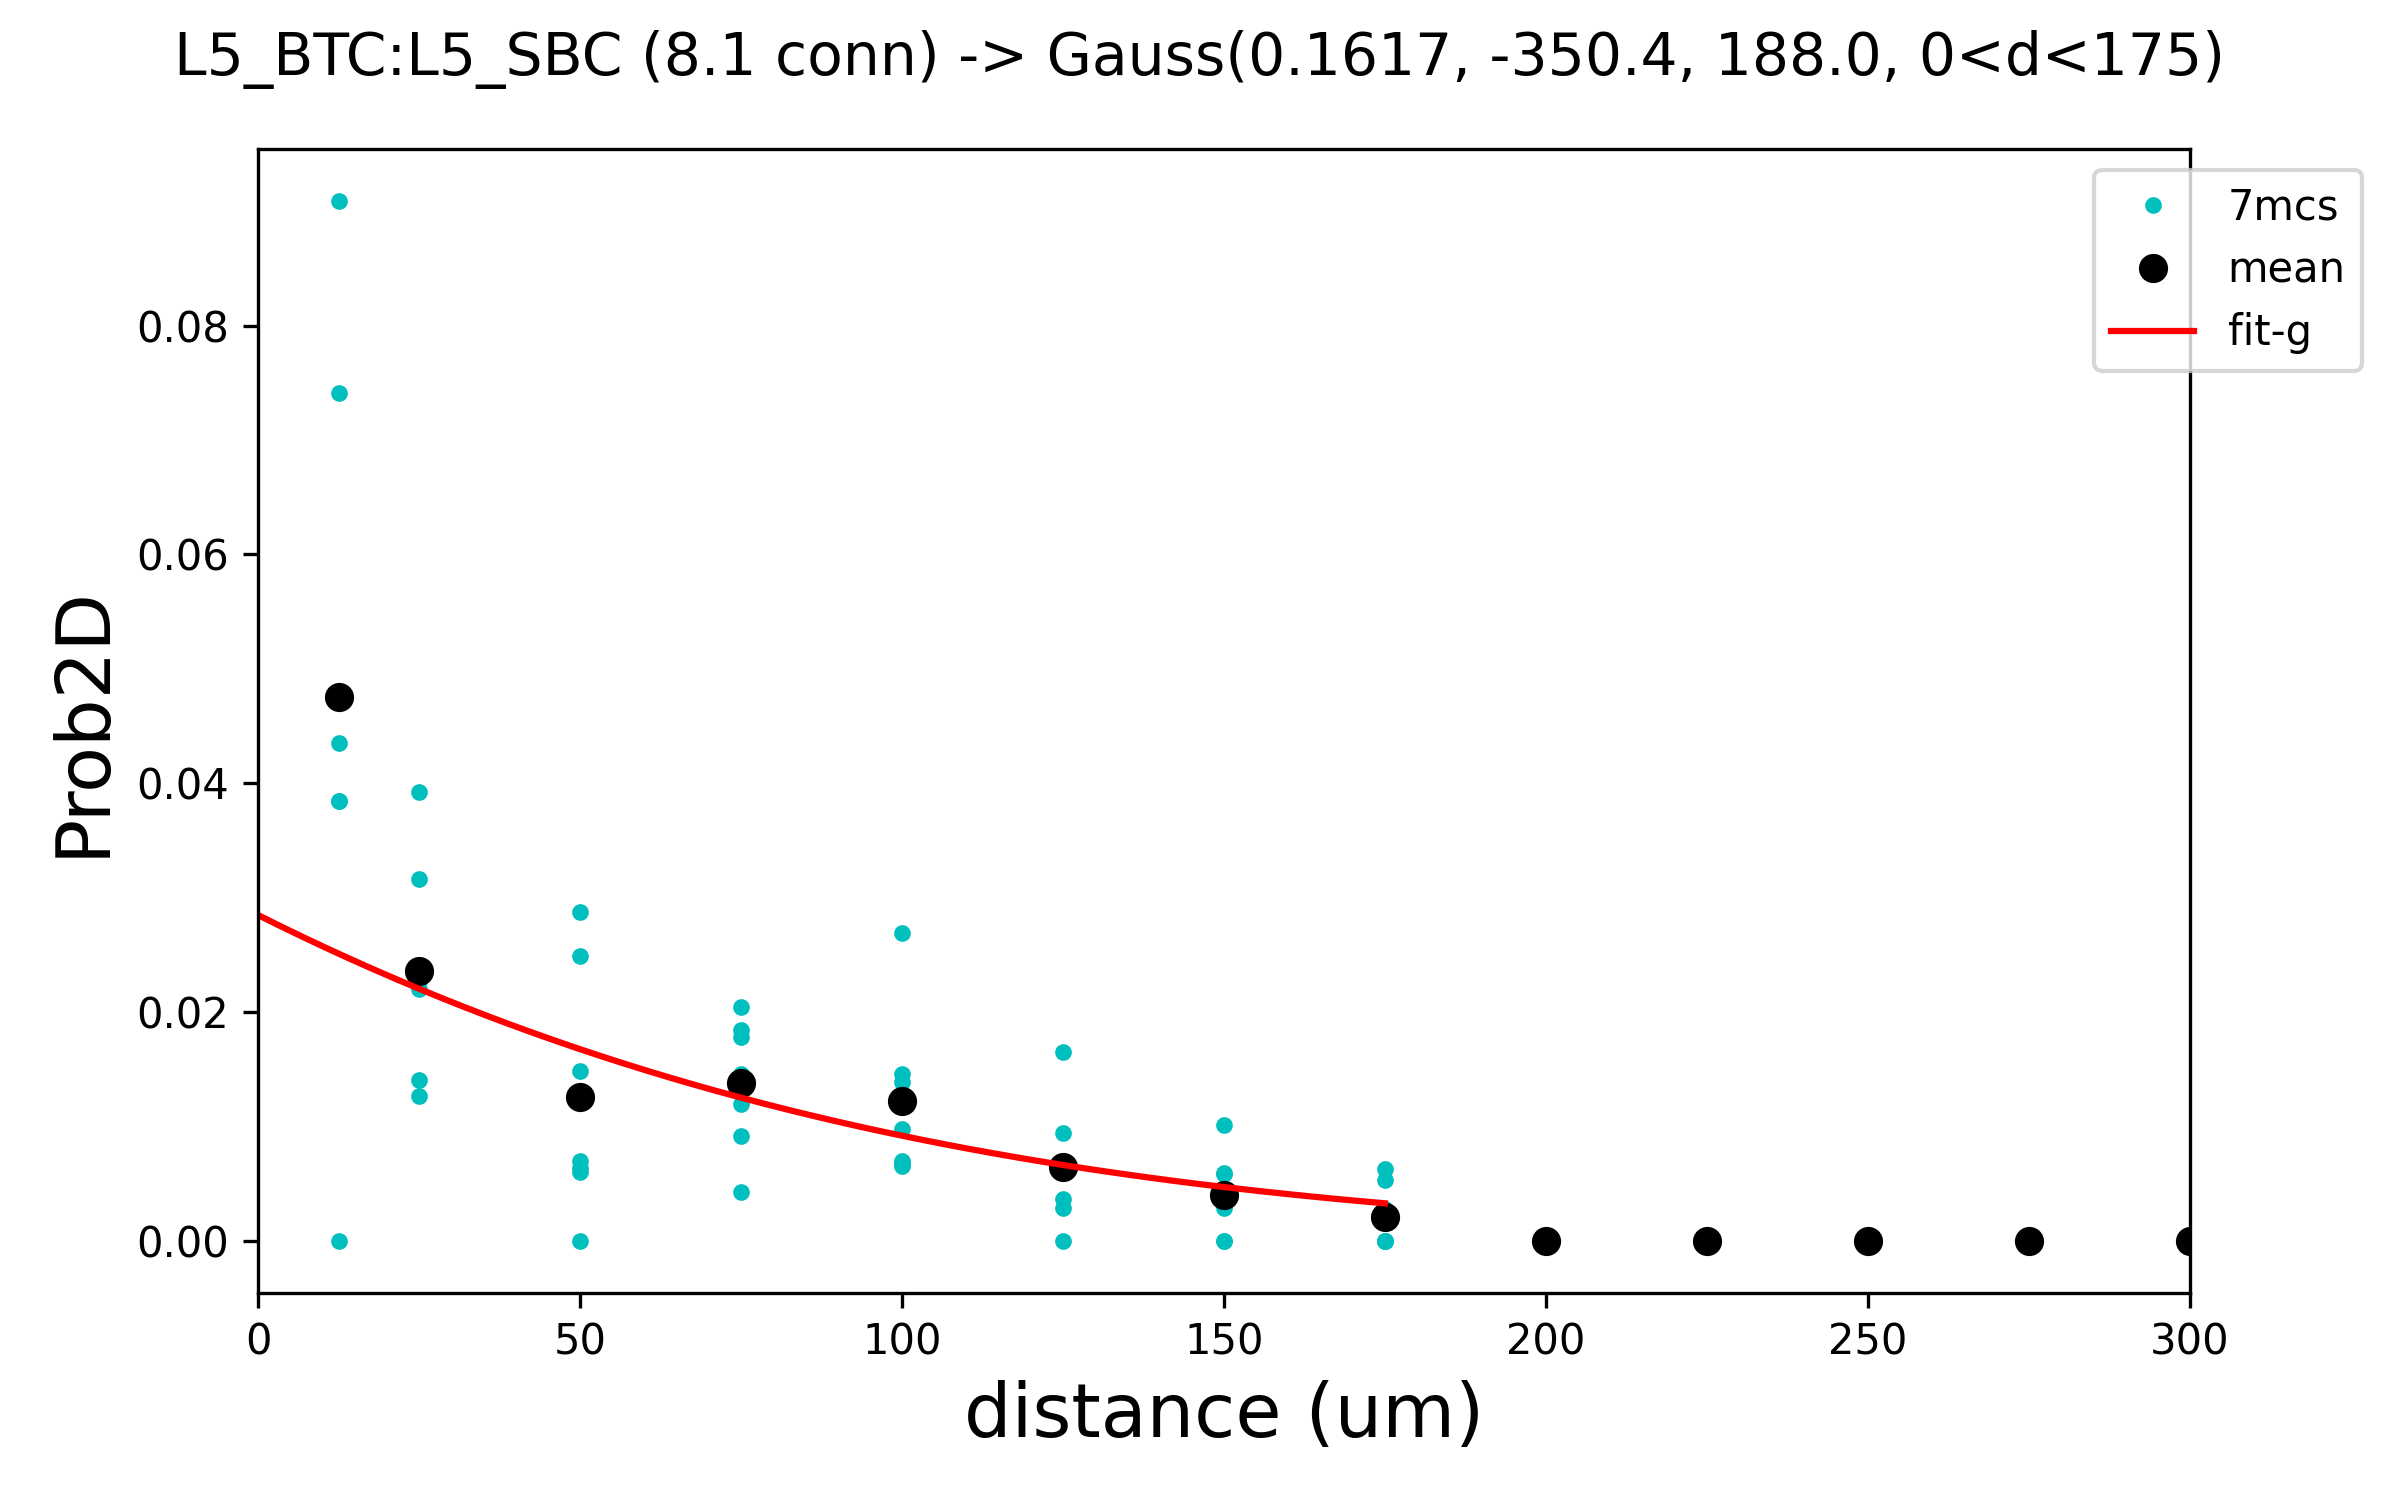 L5_BTC:L5_SBC (8.1 conn) -> Gauss(0.1617, -350.4, 188.0, 0<d<175)
7mcs
mean
fit-g
Prob2D
0.08
0.06
0.04
0.02
0.00
0 50 100 150 200 250 300
distance (um)